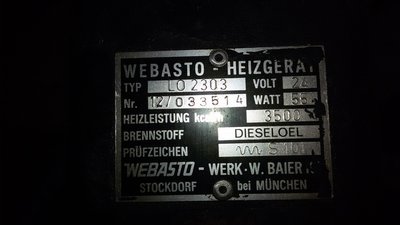 WEBASTO - HEIZGERÄT
TYP LO 2303 VOLT 24
Nr. 12/033514 WATT
HEIZLEISTUNG 3500
BRENNSTOFF DIESELOEL
PRÜFZEICHEN
WEBASTO - WERK · W. BAIER K
STOCKDORF bei MÜNCHEN